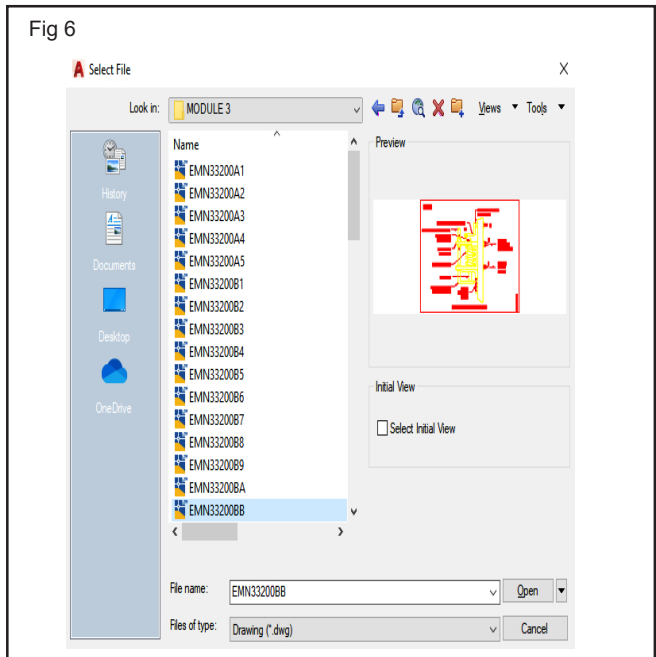 Fig 6
A Select File X
Look in: MODULE 3 Views Tools
History
Documents
Desktop
OneDrive
Name
EMN33200A1
EMN33200A2
EMN33200A3
EMN33200A4
EMN33200A5
EMN33200B1
EMN33200B2
EMN33200B3
EMN33200B4
EMN33200B5
EMN33200B6
EMN33200B7
EMN33200B8
EMN33200B9
EMN33200BA
EMN33200BB
Preview
Initial View
Select Initial View
File name: EMN33200BB Open
Files of type: Drawing (*.dwg) Cancel